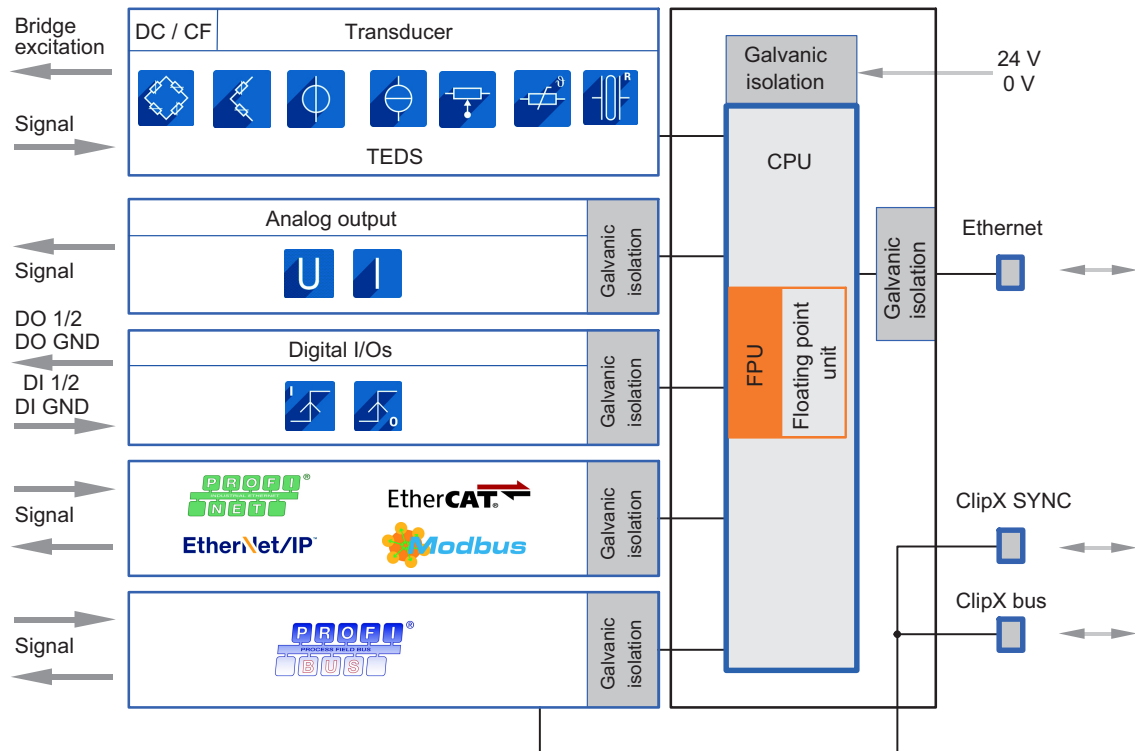 Bridge
excitation
DC / CF
Transducer
R
ϑ
Signal
TEDS
Galvanic
isolation
24 V
0 V
CPU
Analog output
U
I
Galvanic
isolation
Signal
Galvanic
isolation
Ethernet
DO 1/2
DO GND
DI 1/2
DI GND
Digital I/Os
I
O
Galvanic
isolation
FPU
Floating point
unit
Signal
PROFI®
INDUSTRIAL ETHERNET
NET
EtherCAT®
EtherNet/IP™
Modbus
Galvanic
isolation
ClipX SYNC
ClipX bus
Signal
PROFI®
PROCESS FIELD BUS
BUS
Galvanic
isolation